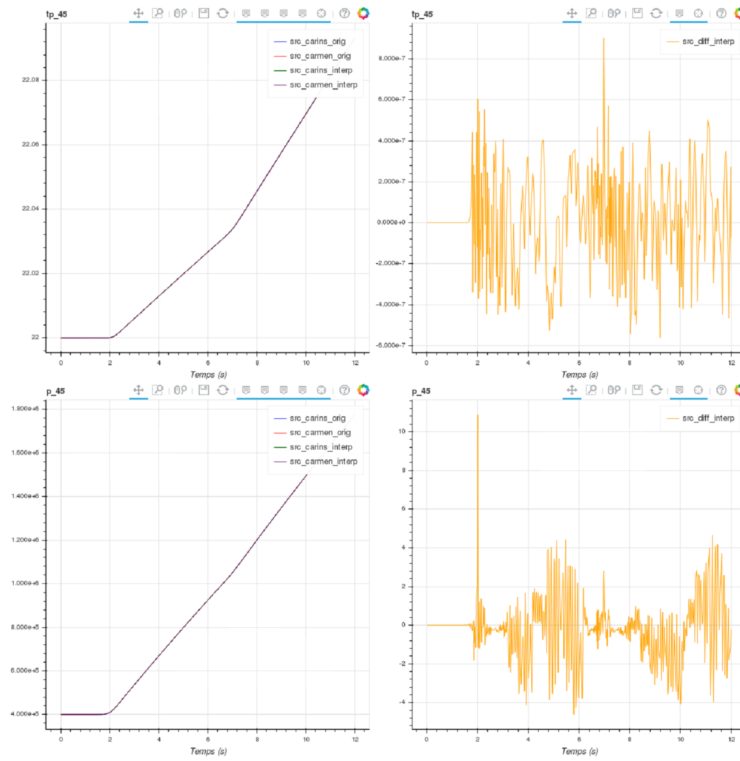 tp_45
src_carins_orig
src_carmen_orig
src_carins_interp
src_carmen_interp
22.08
22.06
22.04
22.02
22
0
2
4
6
8
10
12
Temps (s)
src_diff_interp
8.000e-7
6.000e-7
4.000e-7
2.000e-7
0.000e+0
-2.000e-7
-4.000e-7
-6.000e-7
0
2
4
6
8
10
12
Temps (s)
p_45
src_carins_orig
src_carmen_orig
src_carins_interp
src_carmen_interp
1.800e+6
1.600e+6
1.400e+6
1.200e+6
1.000e+6
8.000e+5
6.000e+5
4.000e+5
0
2
4
6
8
10
12
Temps (s)
p_45
src_diff_interp
10
8
6
4
2
0
-2
-4
0
2
4
6
8
10
12
Temps (s)